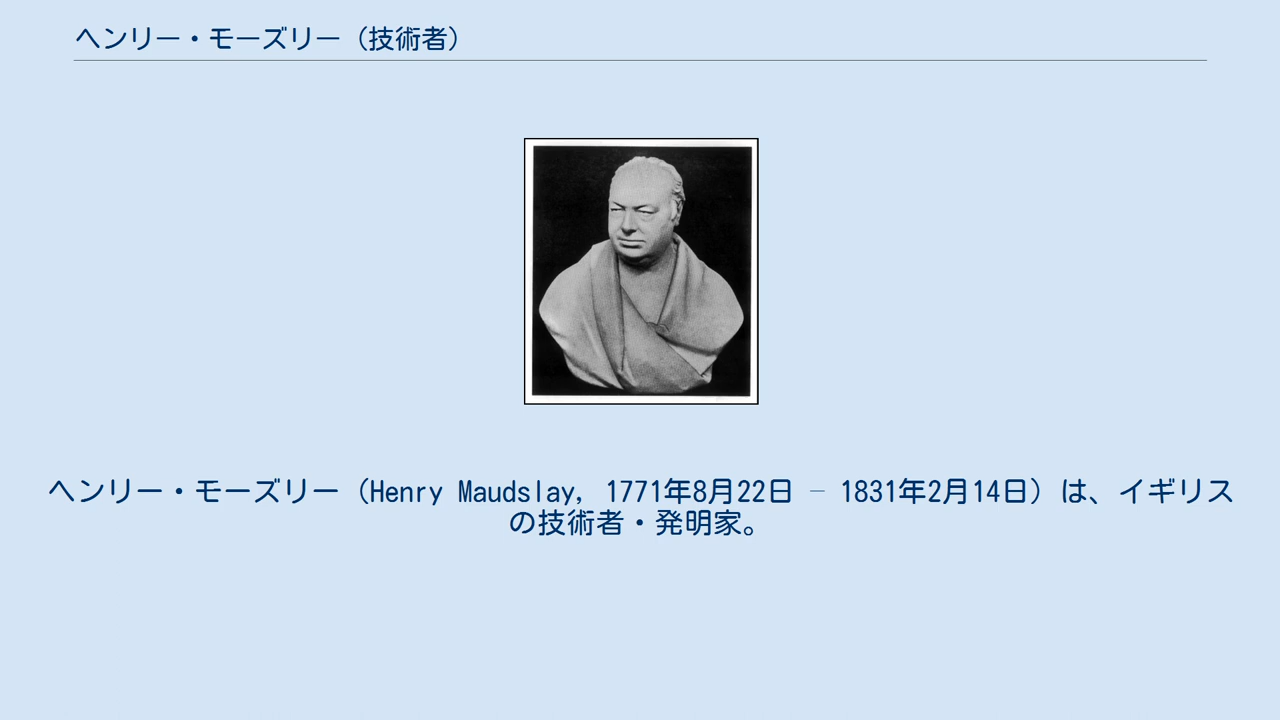 ヘンリー・モーズリー（技術者）
ヘンリー・モーズリー（Henry Maudslay, 1771年8月22日 – 1831年2月14日）は、イギリス
の技術者・発明家。